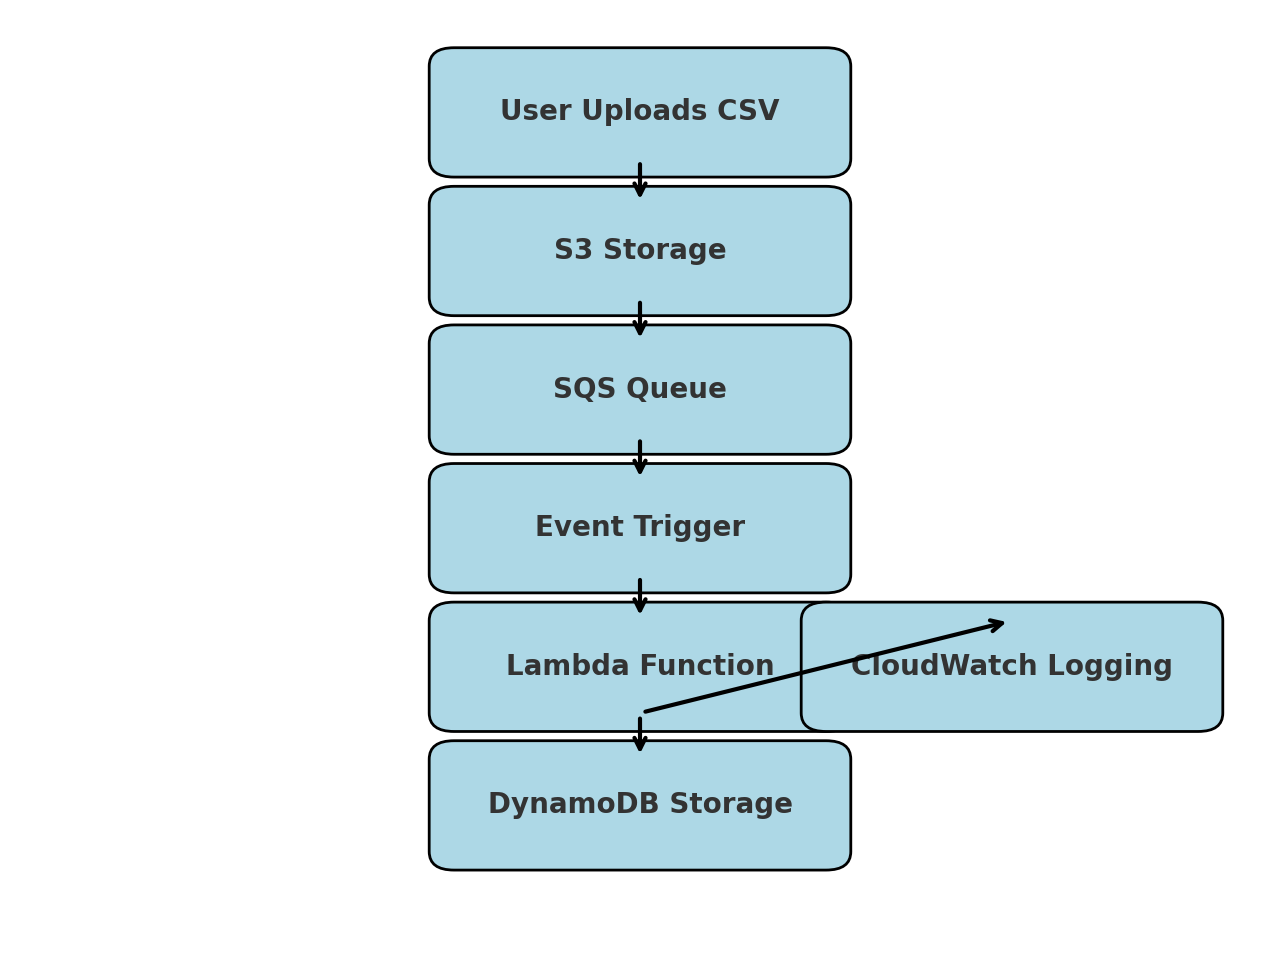 User Uploads CSV
S3 Storage
SQS Queue
Event Trigger
Lambda Function
CloudWatch Logging
DynamoDB Storage